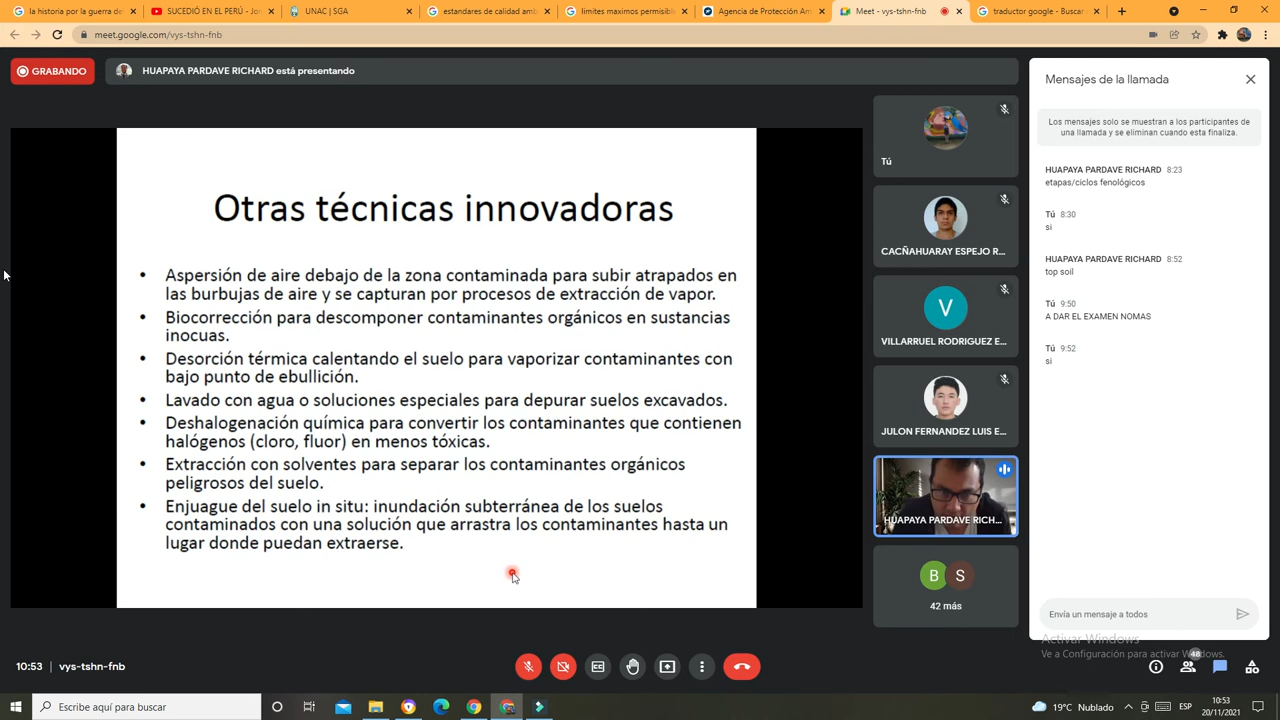 la historia por la guerra de
SUCEDIÓ EN EL PERÚ - Jor
UNAC | SGA
estandares de calidad amb
limites maximos permisible
Agencia de Protección Am
Meet - vys-tshn-fnb
traductor google - Buscar
meet.google.com/vys-tshn-fnb
GRABANDO
HUAPAYA PARDAVE RICHARD está presentando
Otras técnicas innovadoras
• Aspersión de aire debajo de la zona contaminada para subir atrapados en
las burbujas de aire y se capturan por procesos de extracción de vapor.
• Biocorrección para descomponer contaminantes orgánicos en sustancias
inocuas.
• Desorción térmica calentando el suelo para vaporizar contaminantes con
bajo punto de ebullición.
• Lavado con agua o soluciones especiales para depurar suelos excavados.
• Deshalogenación química para convertir los contaminantes que contienen
halógenos (cloro, fluor) en menos tóxicas.
• Extracción con solventes para separar los contaminantes orgánicos
peligrosos del suelo.
• Enjuague del suelo in situ: inundación subterránea de los suelos
contaminados con una solución que arrastra los contaminantes hasta un
lugar donde puedan extraerse.
Tú
CACÑAHUARAY ESPEJO R...
V
VILLARRUEL RODRIGUEZ E...
JULON FERNANDEZ LUIS E...
HUAPAYA PARDAVE RICH...
B S
42 más
Mensajes de la llamada
Los mensajes solo se muestran a los participantes de
una llamada y se eliminan cuando esta finaliza.
HUAPAYA PARDAVE RICHARD 8:23
etapas/ciclos fenológicos
Tú 8:30
si
HUAPAYA PARDAVE RICHARD 8:52
top soil
Tú 9:50
A DAR EL EXAMEN NOMAS
Tú 9:52
si
Envía un mensaje a todos
Activar Windows
Ve a Configuración para activar Windows.
10:53 | vys-tshn-fnb
48
Escribe aquí para buscar
19°C Nublado
ESP
10:53
20/11/2021